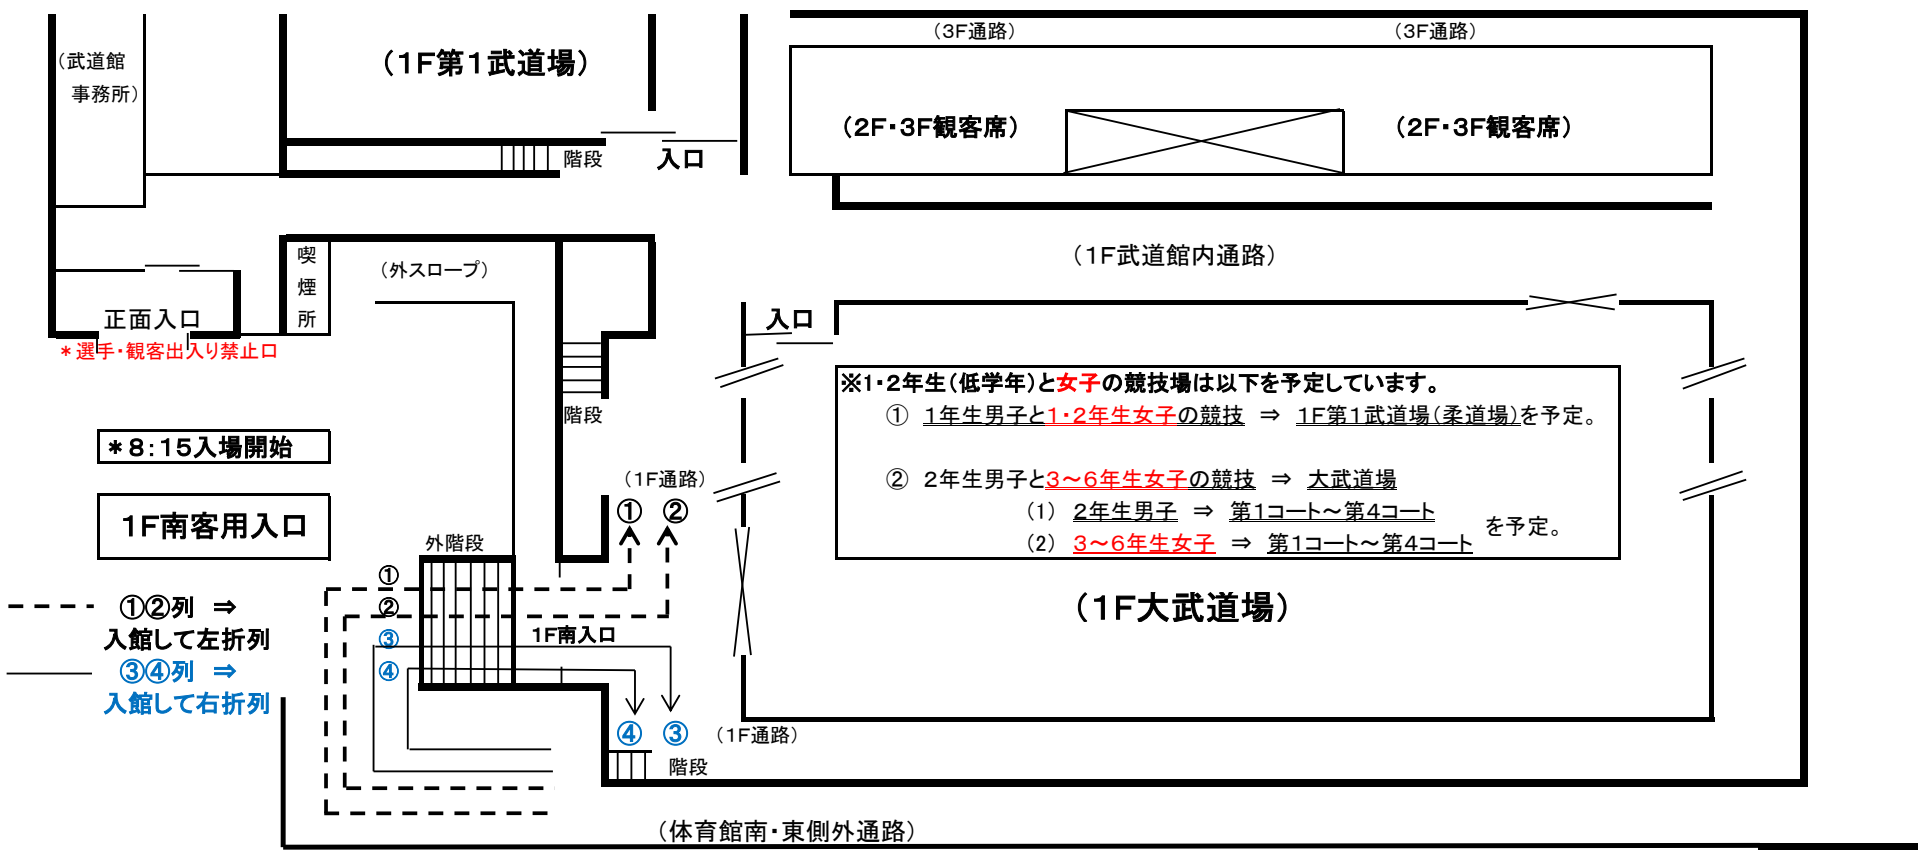 （3F通路）
（3F通路）
（武道館
事務所）
（1F第1武道場）
（2F・3F観客席）
（2F・3F観客席）
階段
入口
喫
煙
所
（外スロープ）
（1F武道館内通路）
正面入口
入口
＊選手・観客出入り禁止口
※1・2年生（低学年）と女子の競技場は以下を予定しています。
① 1年生男子と1・2年生女子の競技 ⇒ 1F第1武道場（柔道場）を予定。
② 2年生男子と3～6年生女子の競技 ⇒ 大武道場
（1） 2年生男子 ⇒ 第1コート～第4コート
（2） 3～6年生女子 ⇒ 第1コート～第4コート
を予定。
階段
＊8：15入場開始
（1F通路）
① ②
1F南客用入口
外階段
①
②
③
④
①②列 ⇒
入館して左折列
③④列 ⇒
入館して右折列
1F南入口
（1F大武道場）
④ ③
（1F通路）
階段
（体育館南・東側外通路）